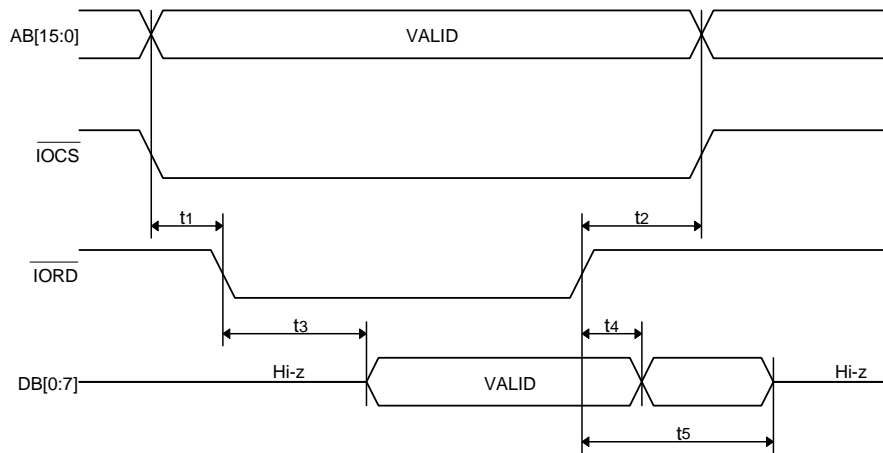 AB[15:0]
VALID
IOCS
t1
t2
IORD
t3
t4
DB[0:7]
Hi-z
VALID
Hi-z
t5